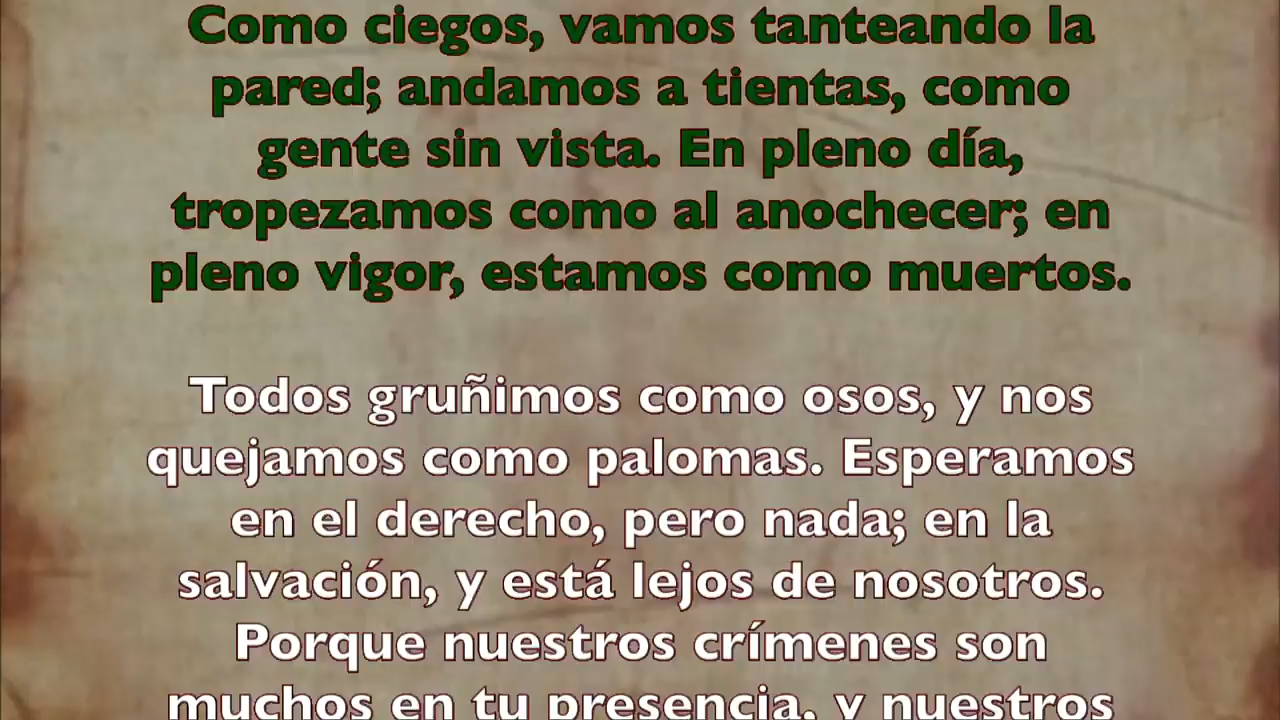 Como ciegos, vamos tanteando la
pared; andamos a tientas, como
gente sin vista. En pleno día,
tropezamos como al anochecer; en
pleno vigor, estamos como muertos.
Todos gruñimos como osos, y nos
quejamos como palomas. Esperamos
en el derecho, pero nada; en la
salvación, y está lejos de nosotros.
Porque nuestros crímenes son
muchos en tu presencia, y nuestros